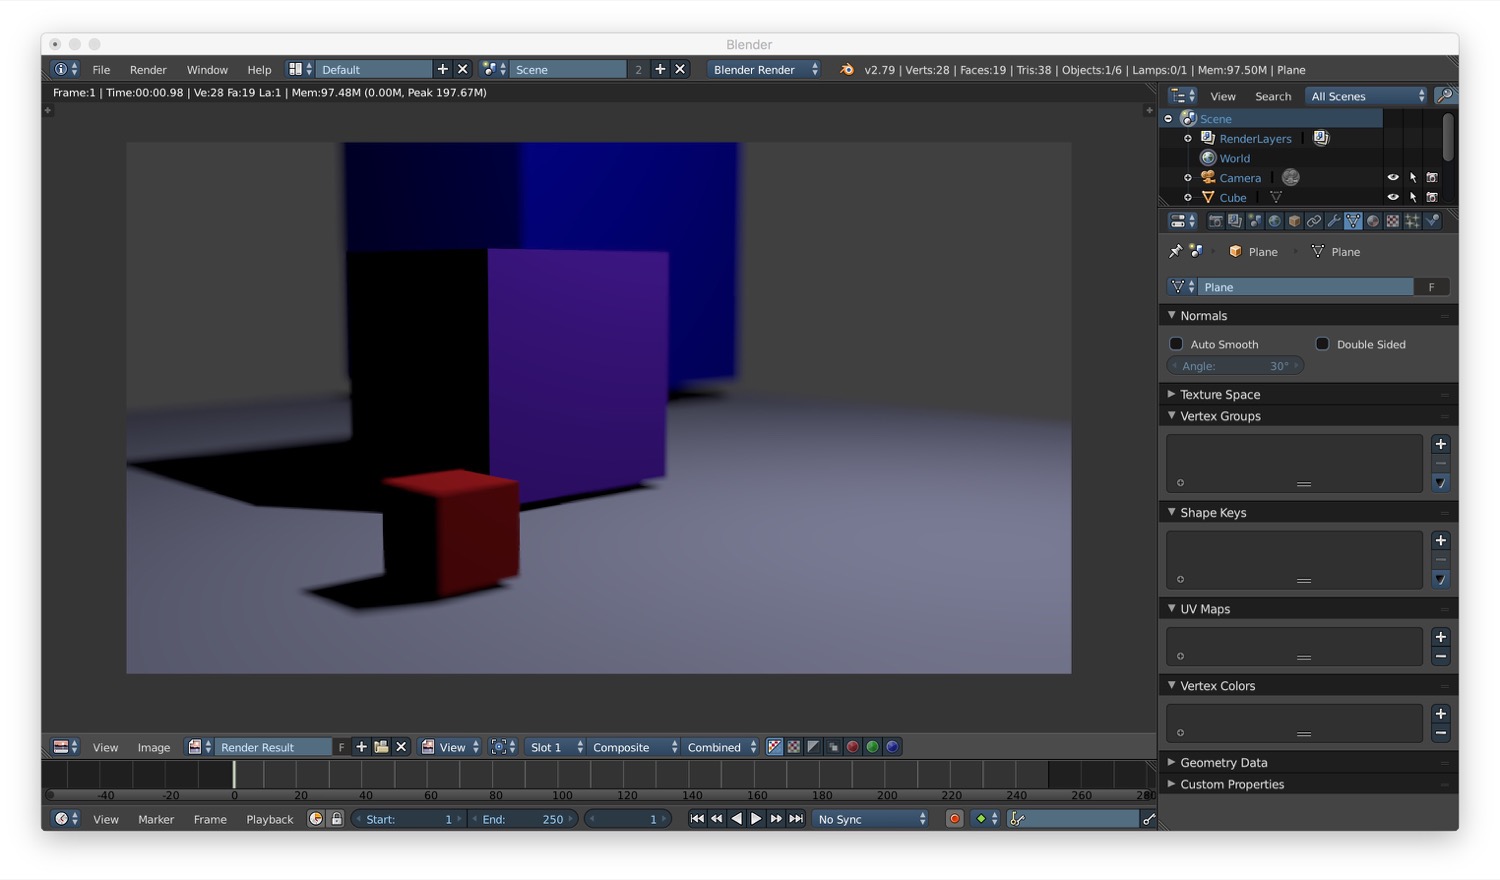 Blender
File Render Window Help Default Scene 2 Blender Render v2.79 | Verts:28 | Faces:19 | Tris:38 | Objects:1/6 | Lamps:0/1 | Mem:97.50M | Plane
Frame:1 | Time:00:00.98 | Ve:28 Fa:19 La:1 | Mem:97.48M (0.00M, Peak 197.67M)
View Search All Scenes
Scene
RenderLayers
World
Camera
Cube
Plane Plane
Plane F
Normals
Auto Smooth Double Sided
Angle: 30°
Texture Space
Vertex Groups
Shape Keys
UV Maps
Vertex Colors
Geometry Data
Custom Properties
View Image Render Result F View Slot 1 Composite Combined
-40 -20 0 20 40 60 80 100 120 140 160 180 200 220 240 260 280
View Marker Frame Playback Start: 1 End: 250 1 No Sync